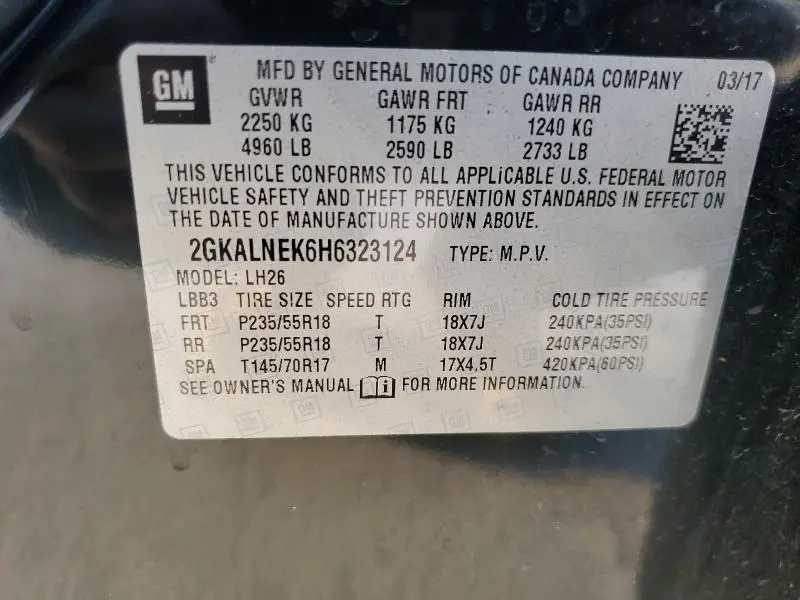 GM MFD BY GENERAL MOTORS OF CANADA COMPANY 03/17
GVWR GAWR FRT GAWR RR
2250 KG 1175 KG 1240 KG
4960 LB 2590 LB 2733 LB
THIS VEHICLE CONFORMS TO ALL APPLICABLE U.S. FEDERAL MOTOR
VEHICLE SAFETY AND THEFT PREVENTION STANDARDS IN EFFECT ON
THE DATE OF MANUFACTURE SHOWN ABOVE.
2GKALNEK6H6323124 TYPE: M.P.V.
MODEL: LH26
LBB3 TIRE SIZE SPEED RTG RIM COLD TIRE PRESSURE
FRT P235/55R18 T 18X7J 240KPA(35PSI)
RR P235/55R18 T 18X7J 240KPA(35PSI)
SPA T145/70R17 M 17X4.5T 420KPA(60PSI)
SEE OWNER'S MANUAL i FOR MORE INFORMATION.